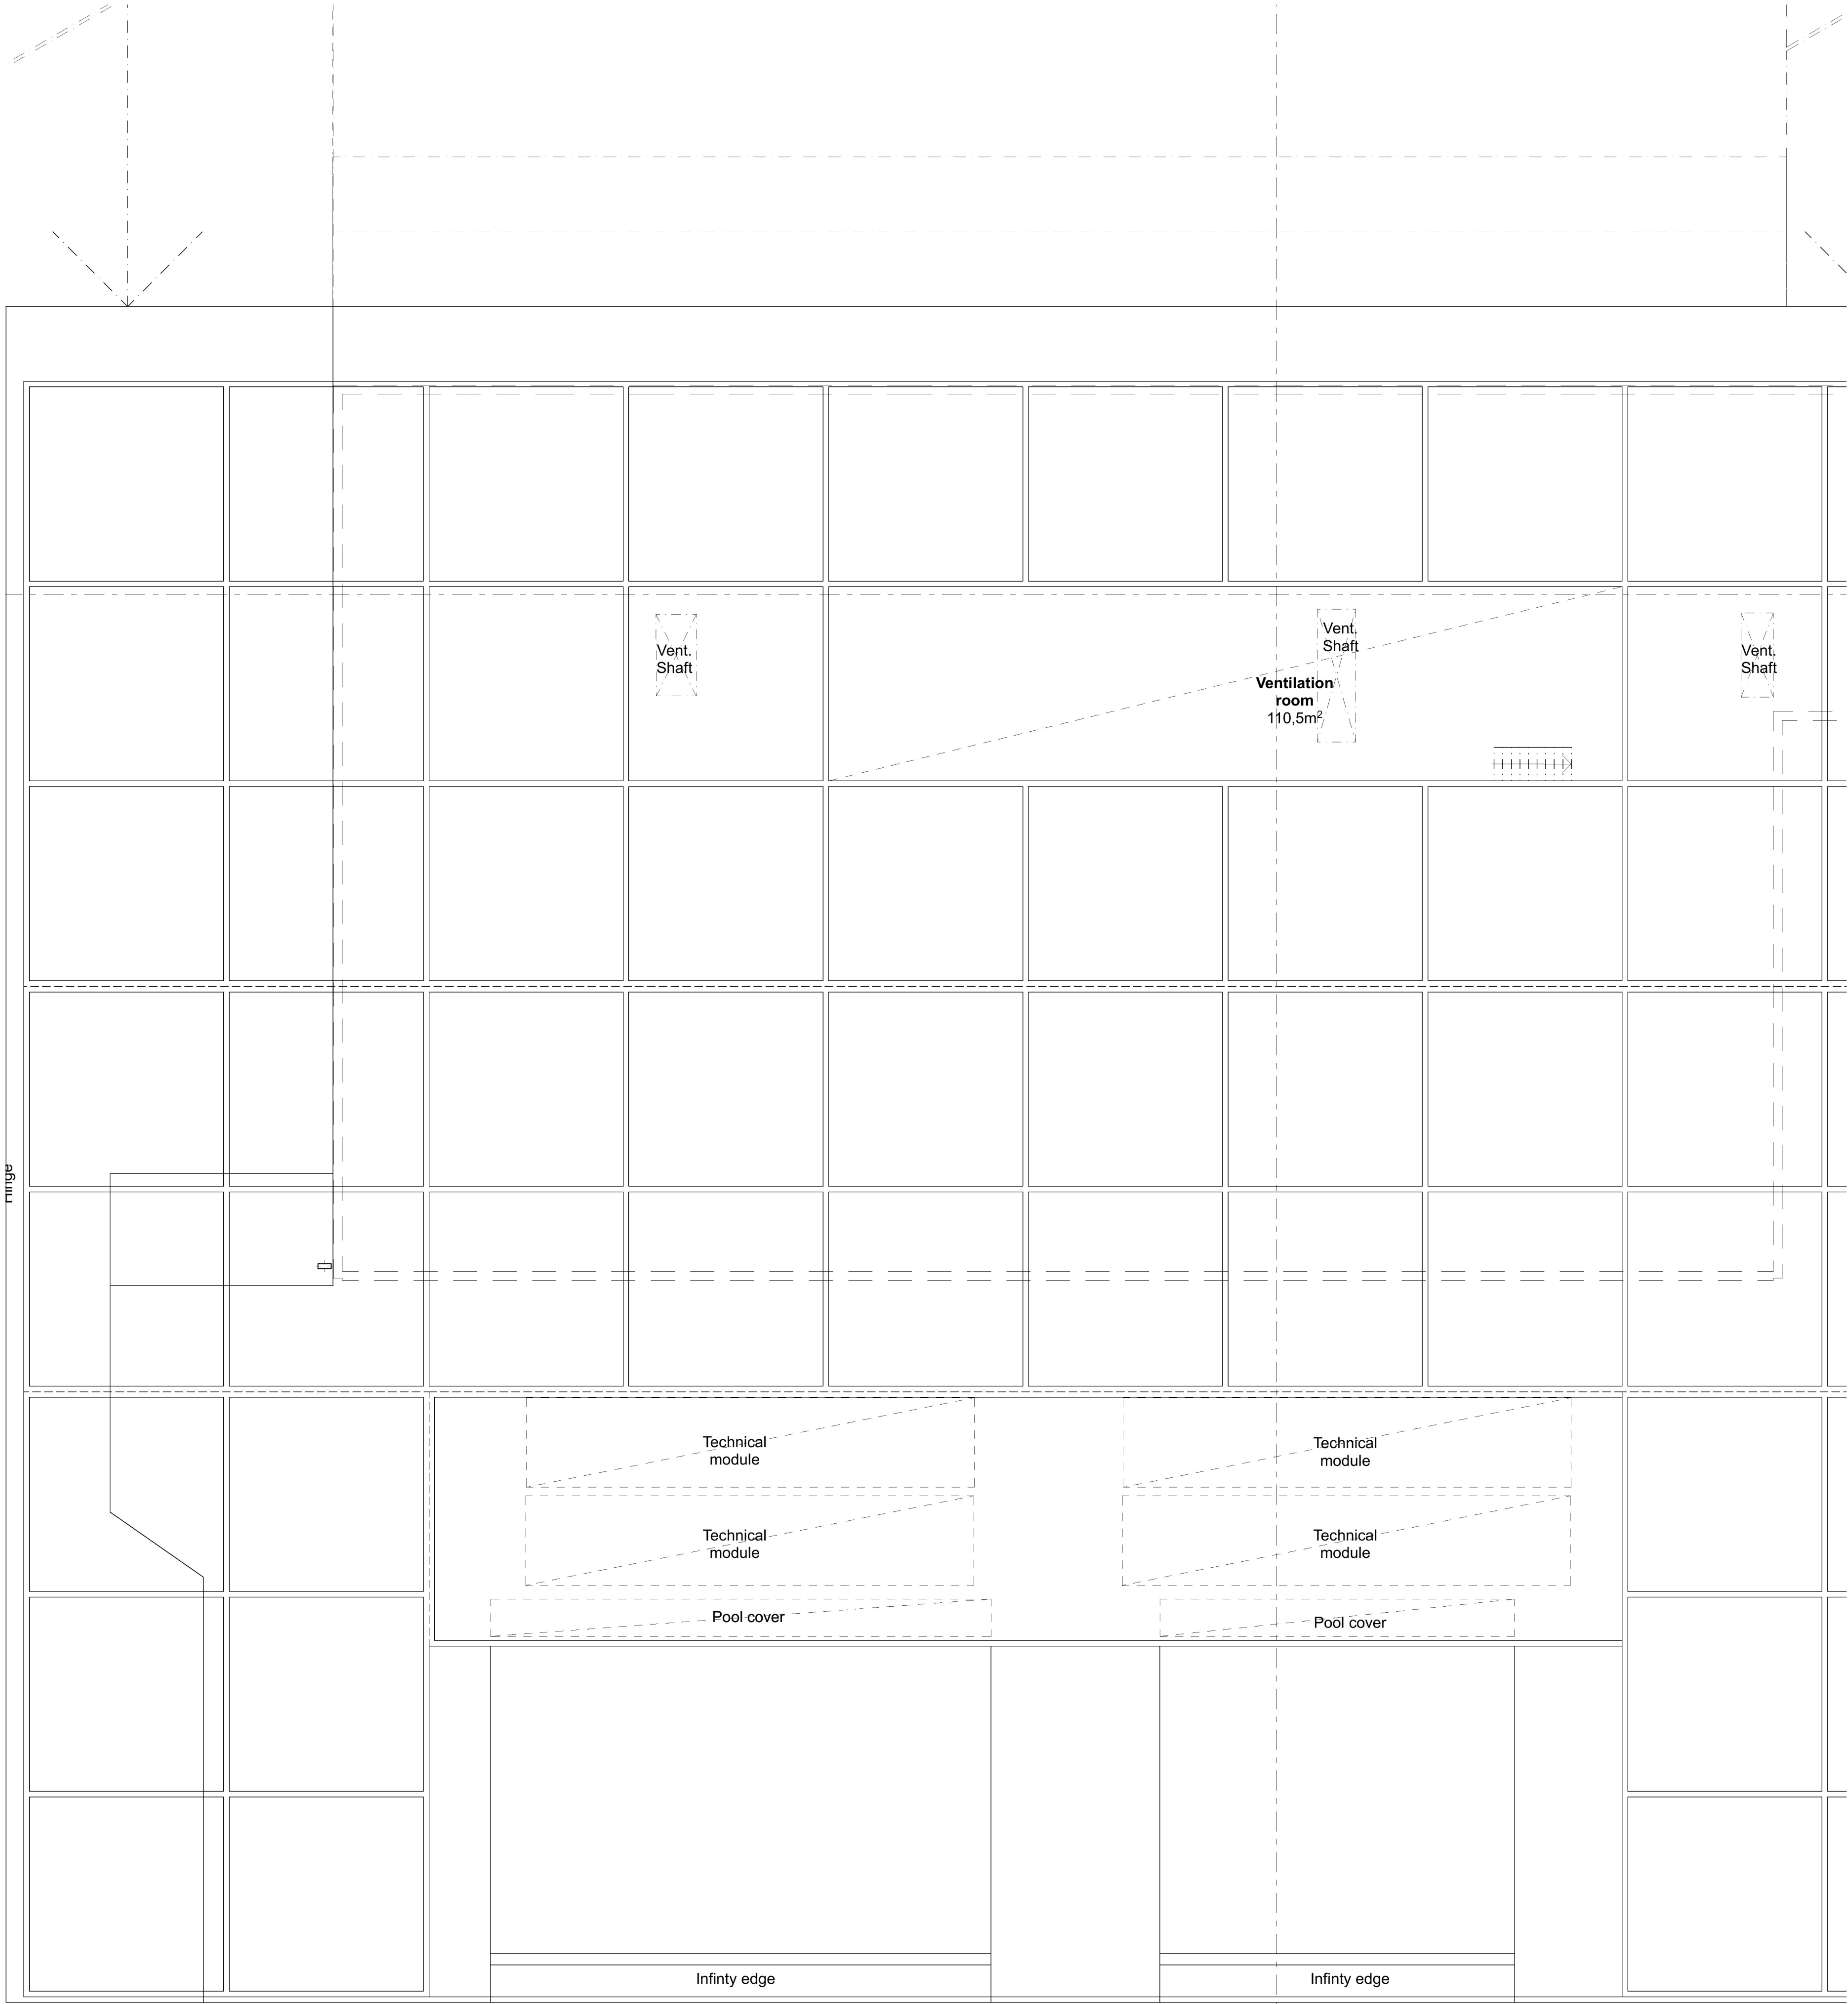 Vent.
Shaft
Vent.
Shaft
Vent.
Shaft
Ventilation
room
110,5m²
Hinge
Technical
module
Technical
module
Technical
module
Technical
module
Pool cover
Pool cover
Infinty edge
Infinty edge